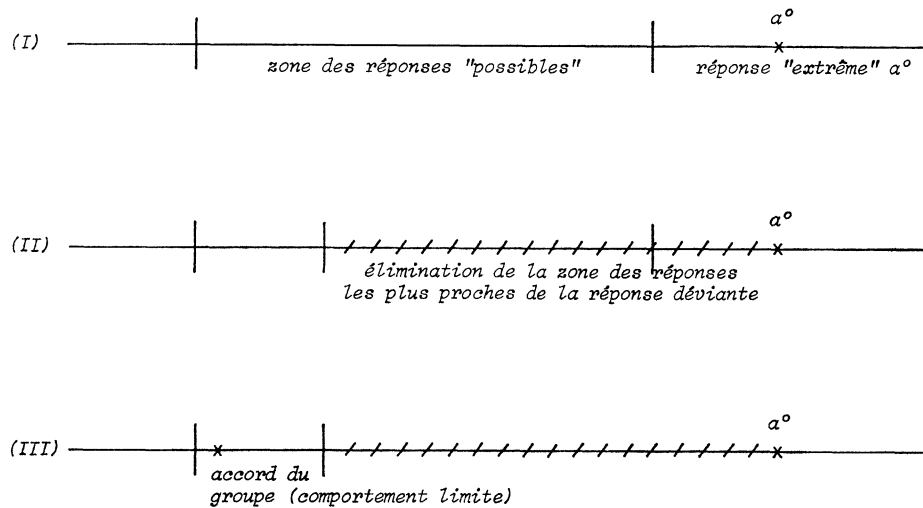 a°
(I)
zone des réponses "possibles"
réponse "extrême" a°
a°
(II)
élimination de la zone des réponses
les plus proches de la réponse déviante
a°
(III)
accord du
groupe (comportement limite)